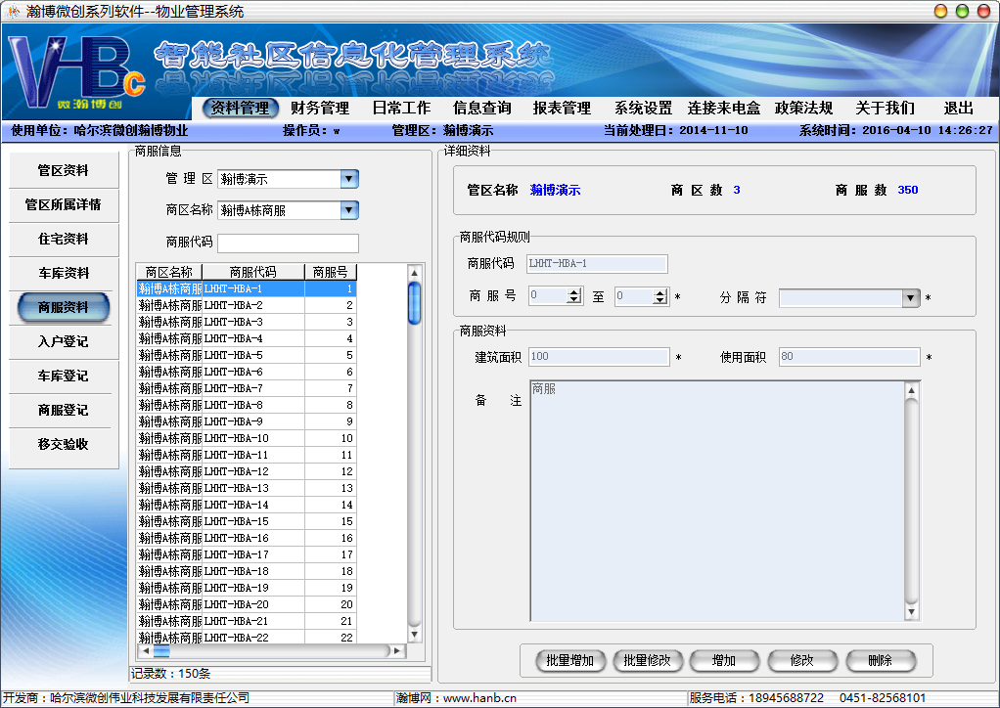 瀚博微创系列软件--物业管理系统
VHBc
微瀚博创
智能社区信息化管理系统
资料管理 财务管理 日常工作 信息查询 报表管理 系统设置 连接来电盒 政策法规 关于我们 退出
使用单位：哈尔滨微创瀚博物业 操作员：w 管理区：瀚博演示 当前处理日：2014-11-10 系统时间：2016-04-10 14:26:27
管区资料
管区所属详情
住宅资料
车库资料
商服资料
入户登记
车库登记
商服登记
移交验收
商服信息
管 理 区 瀚博演示
商区名称 瀚博A栋商服
商服代码
商区名称 商服代码 商服号
瀚博A栋商服 LHHT-HBA-1 1
瀚博A栋商服 LHHT-HBA-2 2
瀚博A栋商服 LHHT-HBA-3 3
瀚博A栋商服 LHHT-HBA-4 4
瀚博A栋商服 LHHT-HBA-5 5
瀚博A栋商服 LHHT-HBA-6 6
瀚博A栋商服 LHHT-HBA-7 7
瀚博A栋商服 LHHT-HBA-8 8
瀚博A栋商服 LHHT-HBA-9 9
瀚博A栋商服 LHHT-HBA-10 10
瀚博A栋商服 LHHT-HBA-11 11
瀚博A栋商服 LHHT-HBA-12 12
瀚博A栋商服 LHHT-HBA-13 13
瀚博A栋商服 LHHT-HBA-14 14
瀚博A栋商服 LHHT-HBA-15 15
瀚博A栋商服 LHHT-HBA-16 16
瀚博A栋商服 LHHT-HBA-17 17
瀚博A栋商服 LHHT-HBA-18 18
瀚博A栋商服 LHHT-HBA-19 19
瀚博A栋商服 LHHT-HBA-20 20
瀚博A栋商服 LHHT-HBA-21 21
瀚博A栋商服 LHHT-HBA-22 22
记录数：150条
详细资料
管区名称 瀚博演示 商 区 数 3 商 服 数 350
商服代码规则
商服代码 LHHT-HBA-1
商 服 号 0 至 0 * 分 隔 符 *
商服资料
建筑面积 100 * 使用面积 80 *
备 注 商服
批量增加 批量修改 增加 修改 删除
开发商：哈尔滨微创伟业科技发展有限责任公司 瀚博网：www.hanb.cn 服务电话：18945688722 0451-82568101